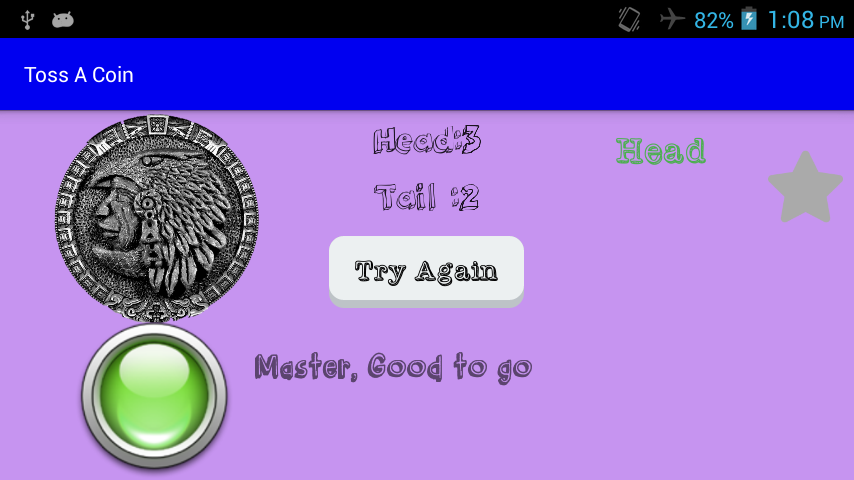 82% 1:08 PM
Toss A Coin
Head:3
Head
Tail :2
Try Again
Master, Good to go